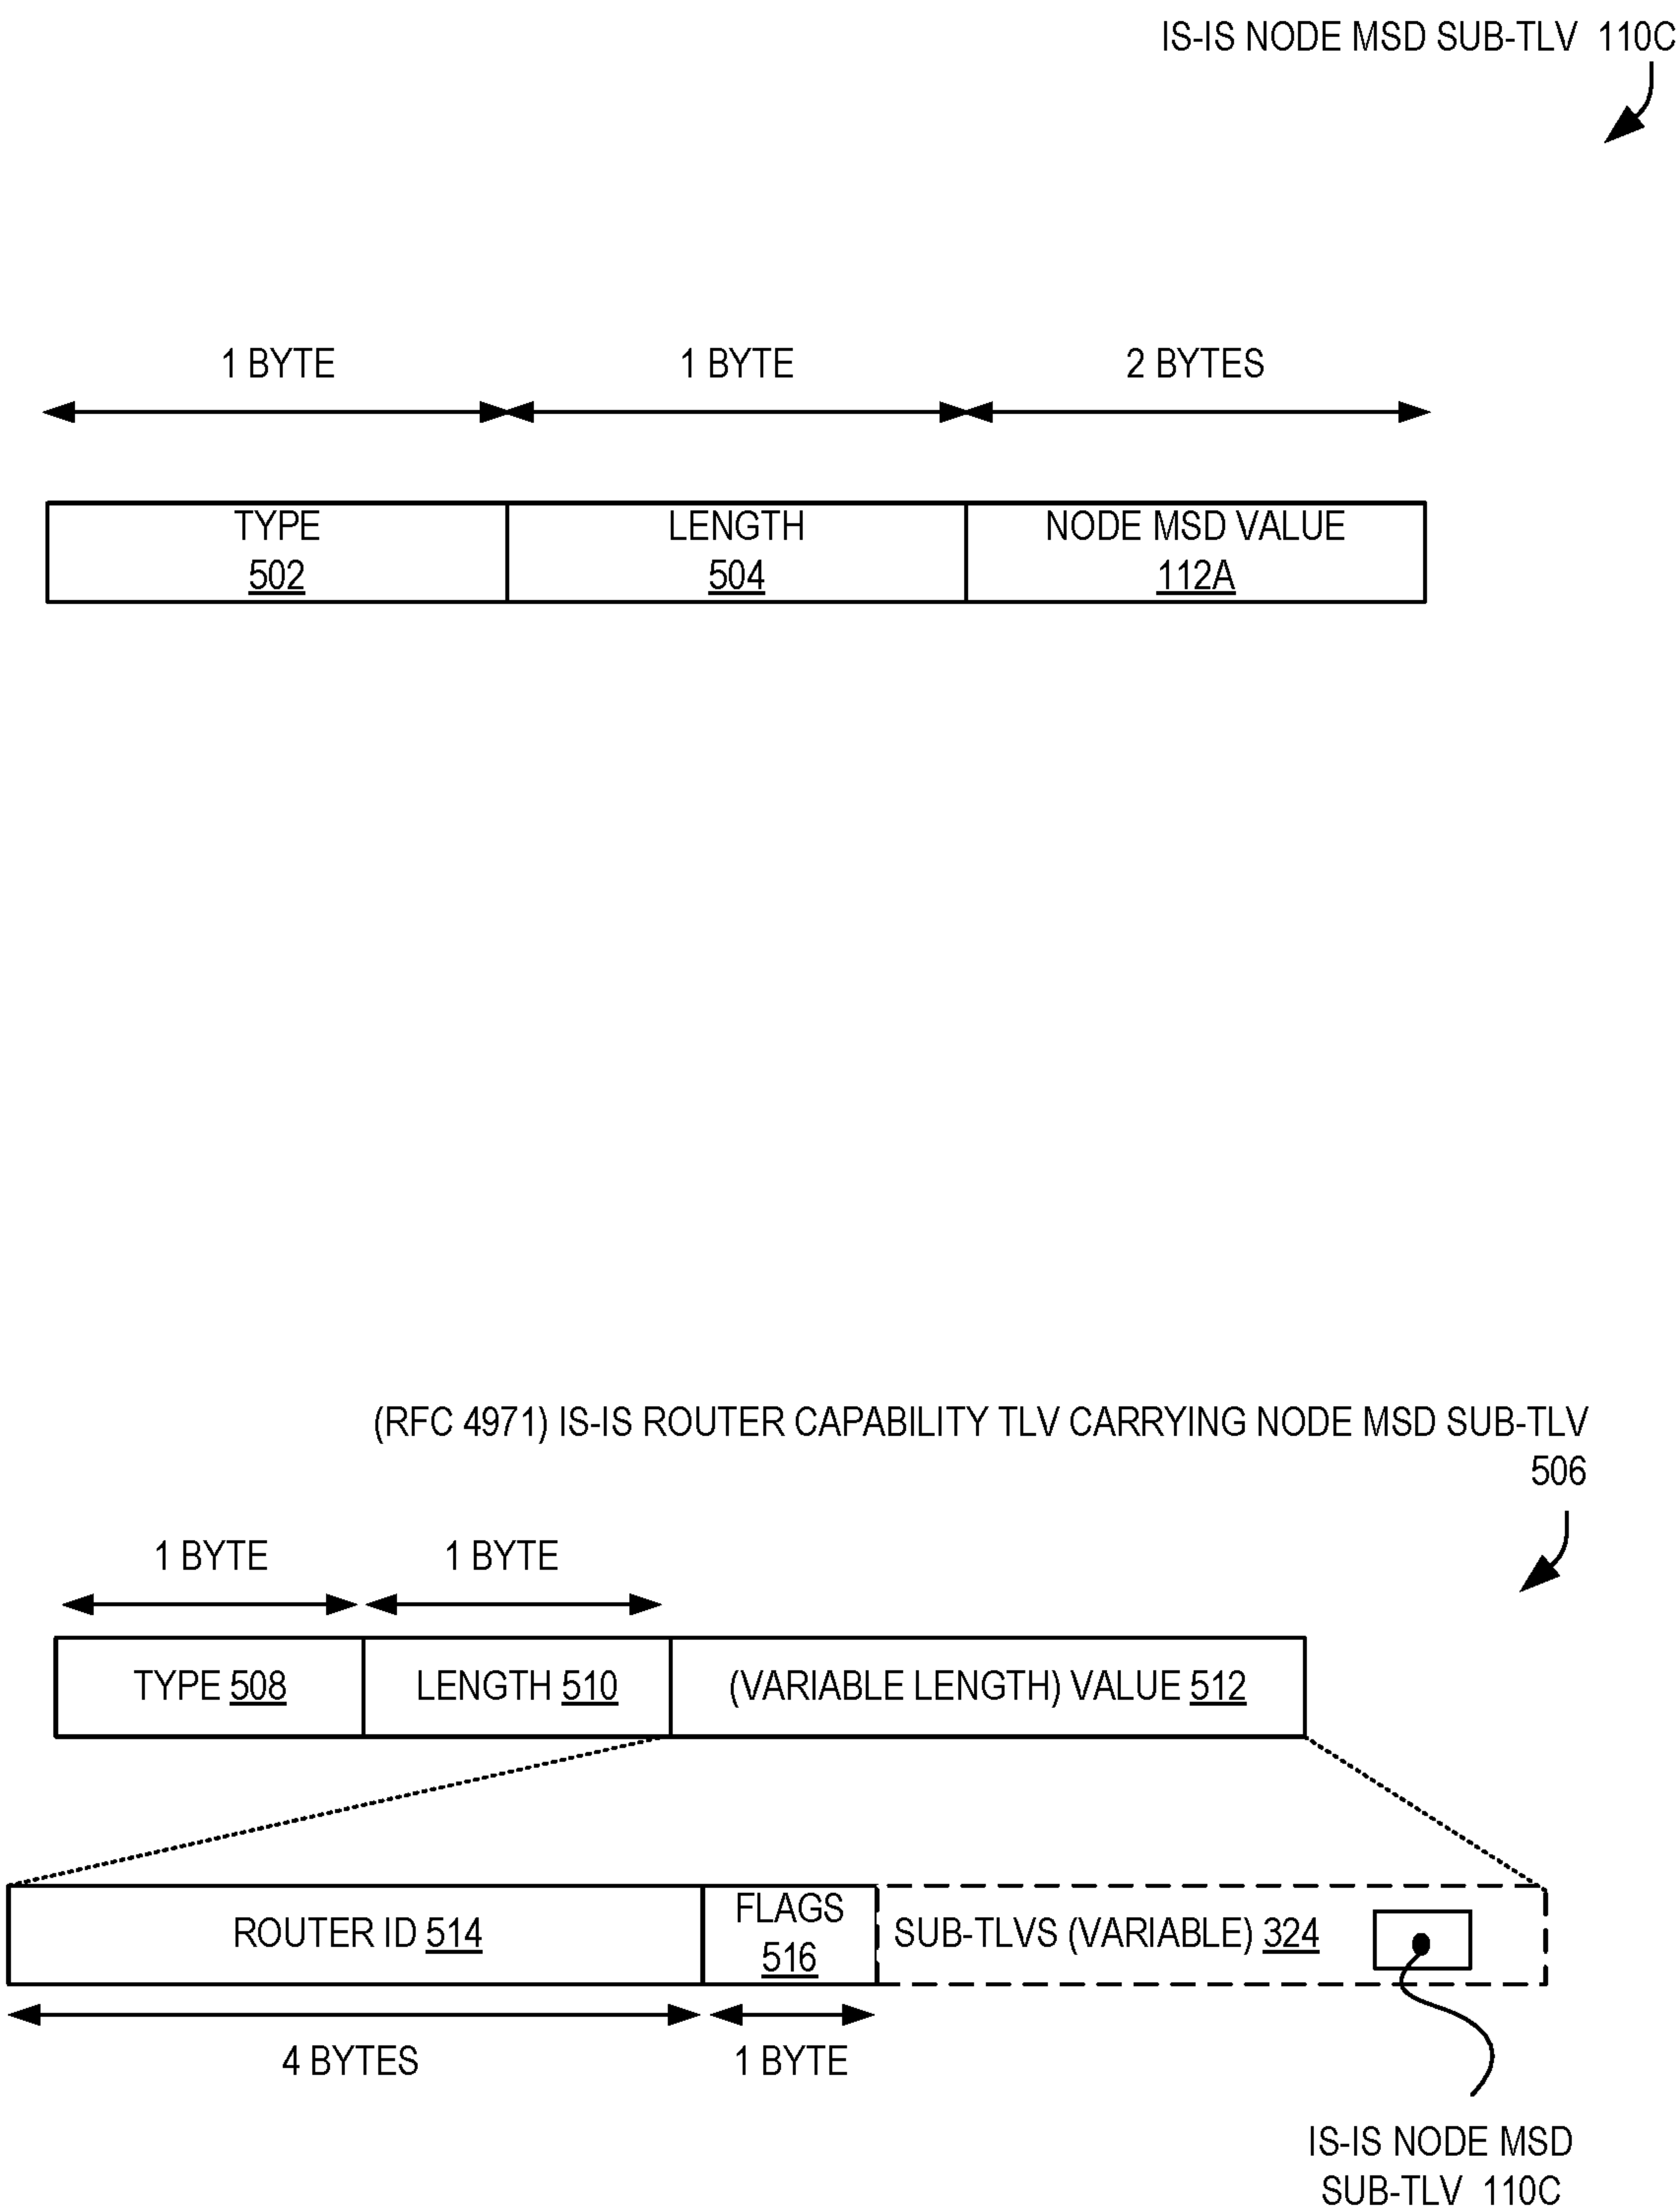 IS-IS NODE MSD SUB-TLV 110C
1 BYTE 1 BYTE 2 BYTES
TYPE LENGTH NODE MSD VALUE
502 504 112A
(RFC 4971) IS-IS ROUTER CAPABILITY TLV CARRYING NODE MSD SUB-TLV
506
1 BYTE 1 BYTE
TYPE 508 LENGTH 510 (VARIABLE LENGTH) VALUE 512
ROUTER ID 514
FLAGS
516
SUB-TLVS (VARIABLE) 324
4 BYTES 1 BYTE
IS-IS NODE MSD
SUB-TLV 110C